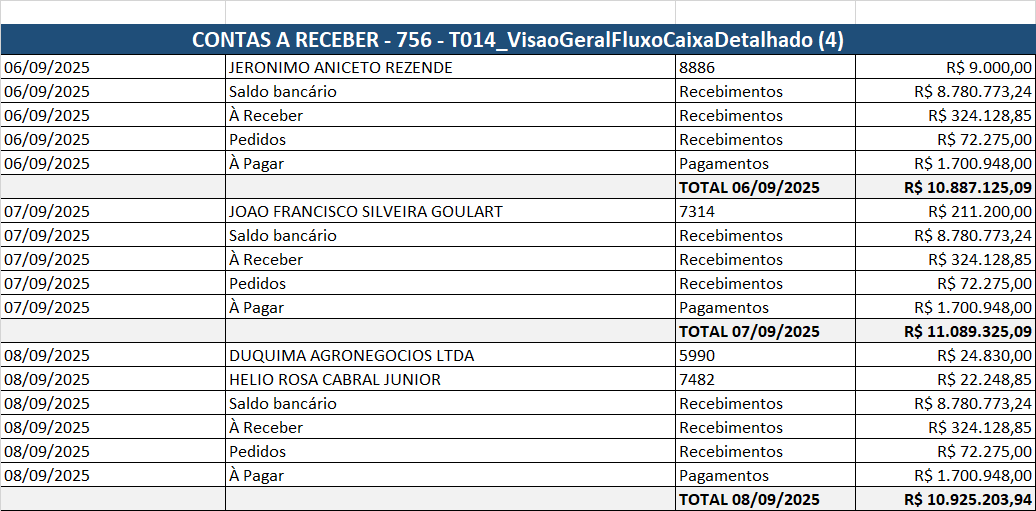 CONTAS A RECEBER - 756 - T014_VisaoGeralFluxoCaixaDetalhado (4)
06/09/2025 JERONIMO ANICETO REZENDE 8886 R$ 9.000,00
06/09/2025 Saldo bancário Recebimentos R$ 8.780.773,24
06/09/2025 À Receber Recebimentos R$ 324.128,85
06/09/2025 Pedidos Recebimentos R$ 72.275,00
06/09/2025 À Pagar Pagamentos R$ 1.700.948,00
TOTAL 06/09/2025 R$ 10.887.125,09
07/09/2025 JOAO FRANCISCO SILVEIRA GOULART 7314 R$ 211.200,00
07/09/2025 Saldo bancário Recebimentos R$ 8.780.773,24
07/09/2025 À Receber Recebimentos R$ 324.128,85
07/09/2025 Pedidos Recebimentos R$ 72.275,00
07/09/2025 À Pagar Pagamentos R$ 1.700.948,00
TOTAL 07/09/2025 R$ 11.089.325,09
08/09/2025 DUQUIMA AGRONEGOCIOS LTDA 5990 R$ 24.830,00
08/09/2025 HELIO ROSA CABRAL JUNIOR 7482 R$ 22.248,85
08/09/2025 Saldo bancário Recebimentos R$ 8.780.773,24
08/09/2025 À Receber Recebimentos R$ 324.128,85
08/09/2025 Pedidos Recebimentos R$ 72.275,00
08/09/2025 À Pagar Pagamentos R$ 1.700.948,00
TOTAL 08/09/2025 R$ 10.925.203,94